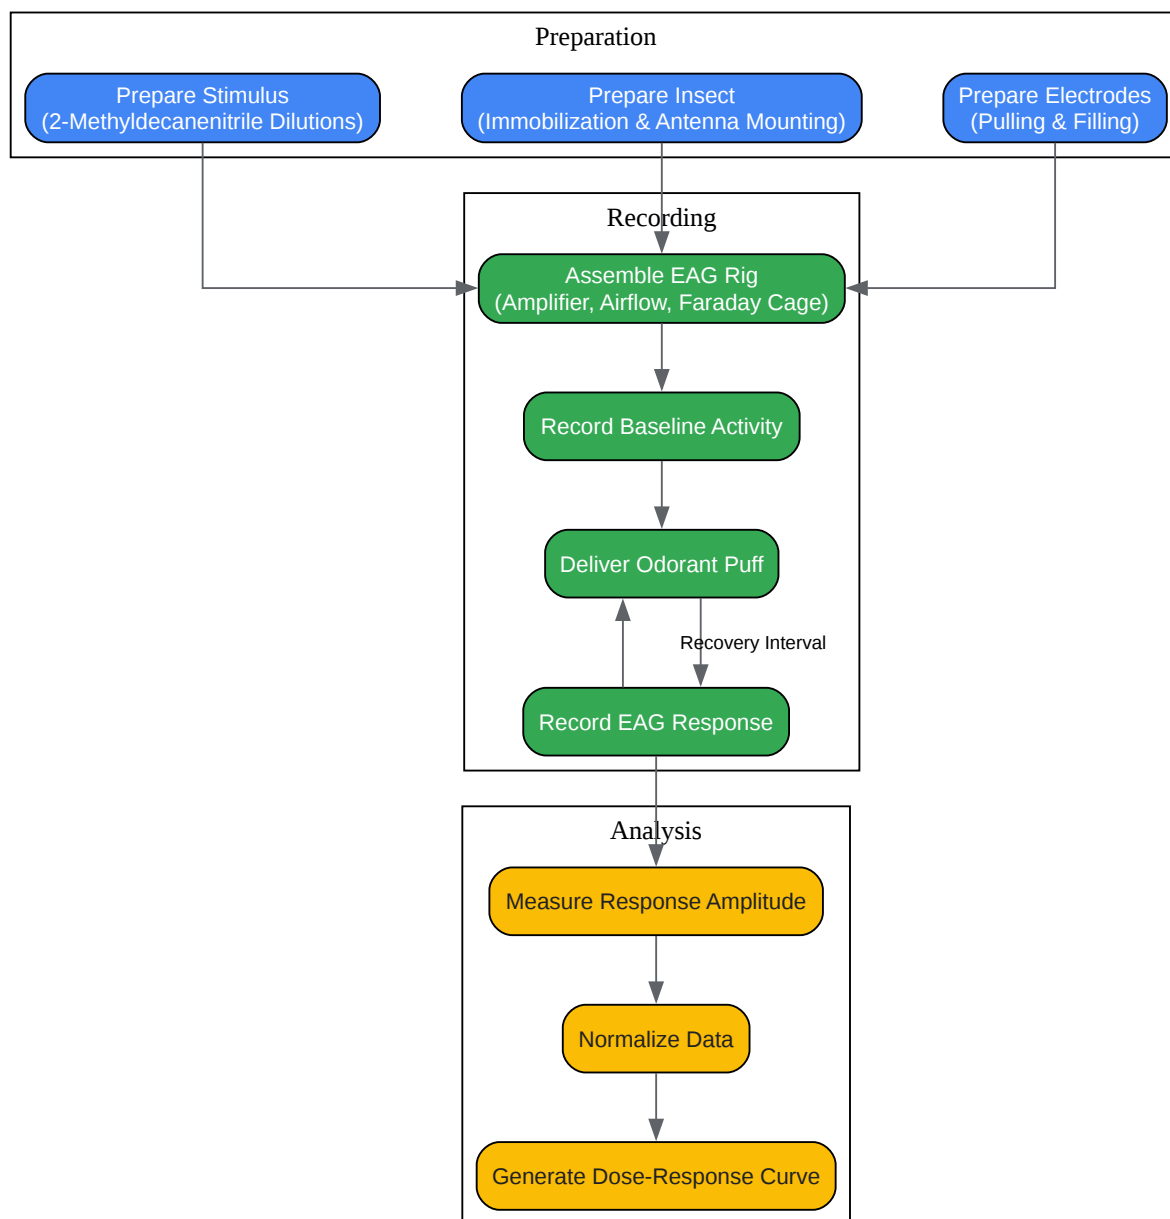 Preparation
Prepare Stimulus
(2-Methyldecanenitrile Dilutions)
Prepare Insect
(Immobilization & Antenna Mounting)
Prepare Electrodes
(Pulling & Filling)
Recording
Assemble EAG Rig
(Amplifier, Airflow, Faraday Cage)
Record Baseline Activity
Deliver Odorant Puff
Recovery Interval
Record EAG Response
Analysis
Measure Response Amplitude
Normalize Data
Generate Dose-Response Curve